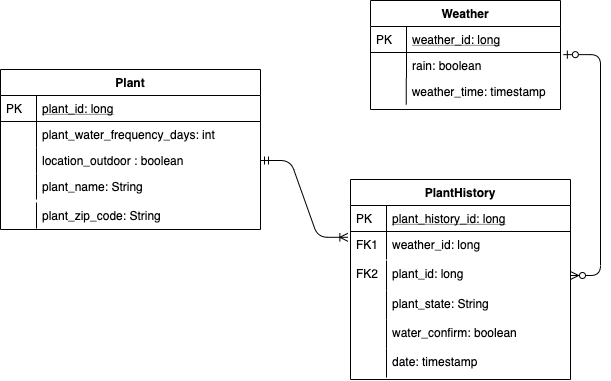 Weather
PK weather_id: long
rain: boolean
weather_time: timestamp
Plant
PK plant_id: long
plant_water_frequency_days: int
location_outdoor : boolean
plant_name: String
plant_zip_code: String
PlantHistory
PK plant_history_id: long
FK1 weather_id: long
FK2 plant_id: long
plant_state: String
water_confirm: boolean
date: timestamp